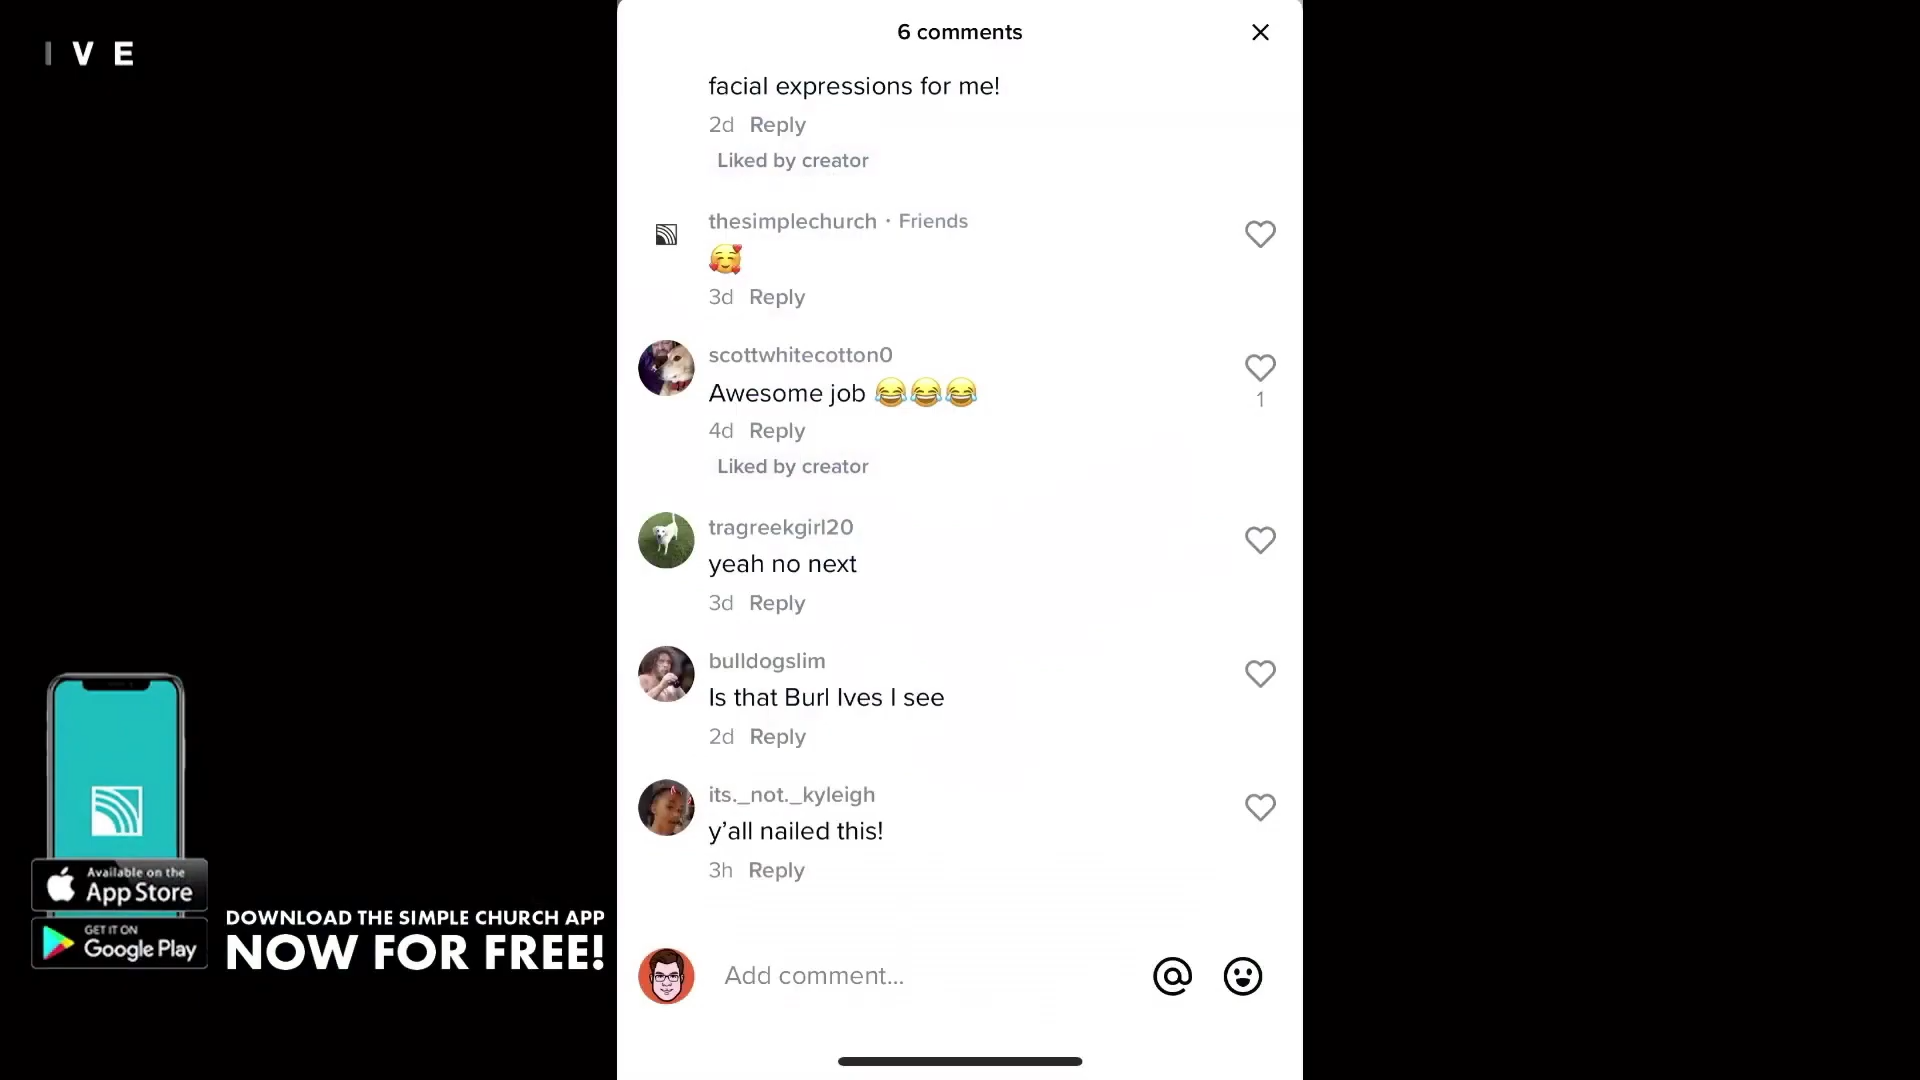 IVE
6 comments
facial expressions for me!
2d Reply
Liked by creator
thesimplechurch · Friends
🥰
3d Reply
scottwhitecotton0
Awesome job 😂😂😂
1
4d Reply
Liked by creator
tragreekgirl20
yeah no next
3d Reply
bulldogslim
Is that Burl Ives I see
2d Reply
its._not._kyleigh
y’all nailed this!
3h Reply
Add comment...
Available on the
App Store
GET IT ON
Google Play
DOWNLOAD THE SIMPLE CHURCH APP
NOW FOR FREE!